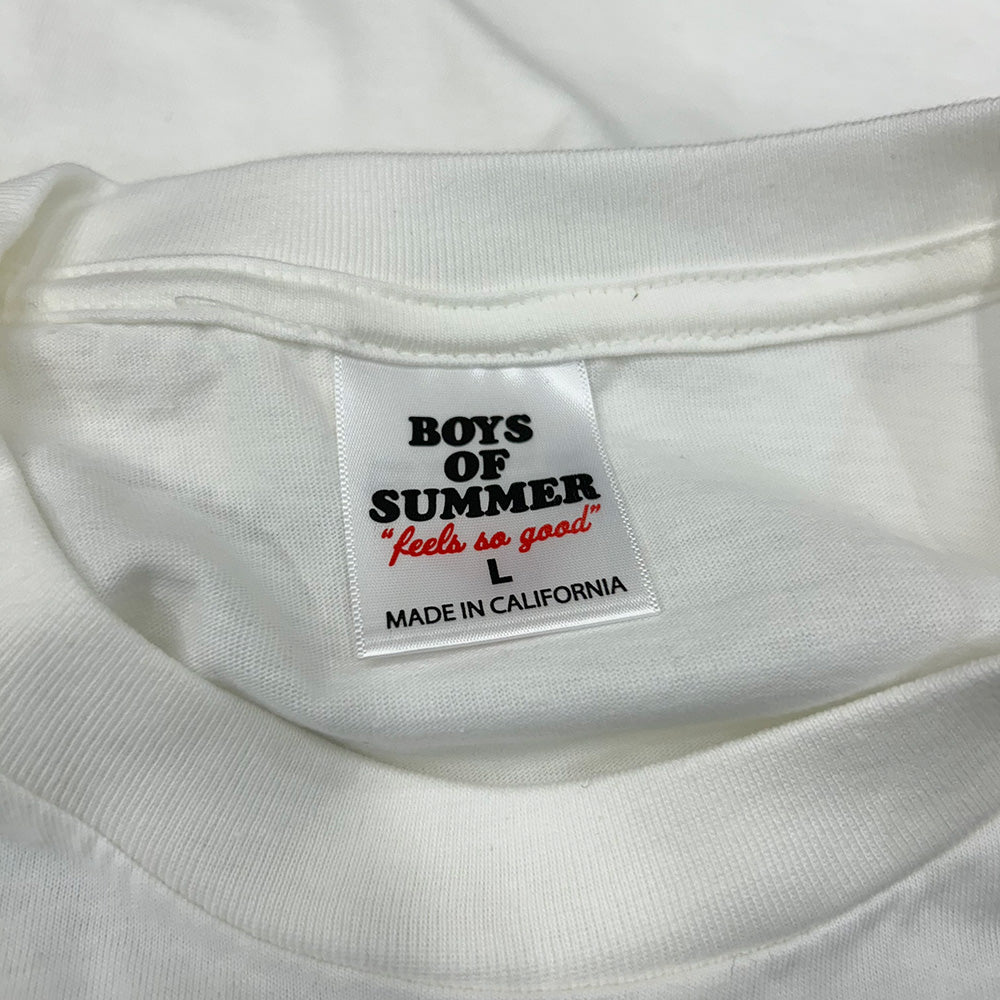 BOYS
OF
SUMMER
“feels so good”
L
MADE IN CALIFORNIA